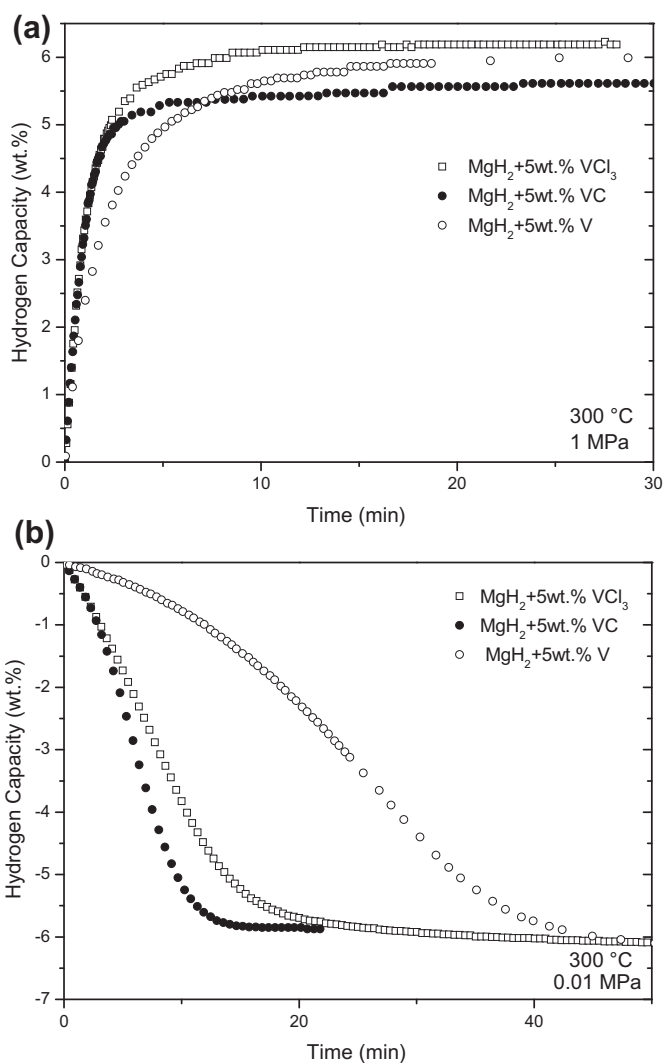 (a)
6
5
4
3
2
1
0
Hydrogen Capacity (wt.%)
MgH₂+5wt.% VCl₃
MgH₂+5wt.% VC
MgH₂+5wt.% V
300 °C
1 MPa
0 10 20 30
Time (min)
(b)
0
-1
-2
-3
-4
-5
-6
-7
Hydrogen Capacity (wt.%)
MgH₂+5wt.% VCl₃
MgH₂+5wt.% VC
MgH₂+5wt.% V
300 °C
0.01 MPa
0 20 40
Time (min)